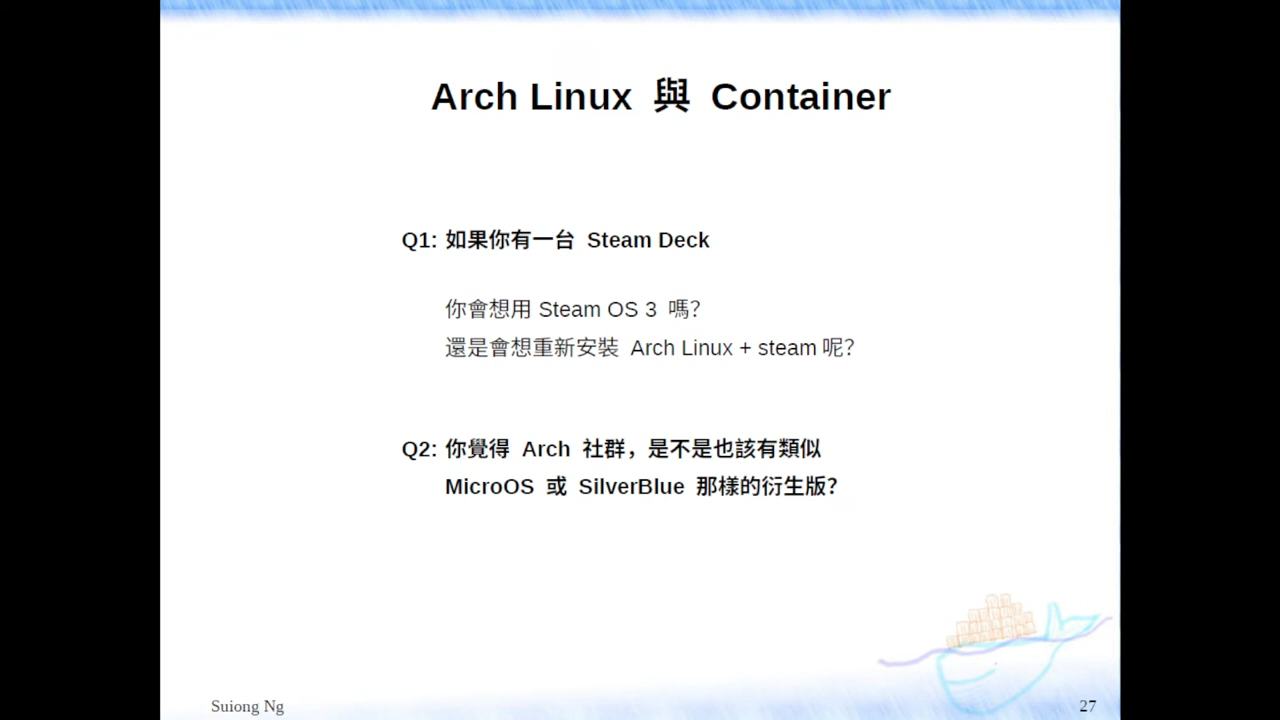 Arch Linux 與 Container
Q1: 如果你有一台 Steam Deck
你會想用 Steam OS 3 嗎?
還是會想重新安裝 Arch Linux + steam 呢?
Q2: 你覺得 Arch 社群，是不是也該有類似
MicroOS 或 SilverBlue 那樣的衍生版?
Suiong Ng
27